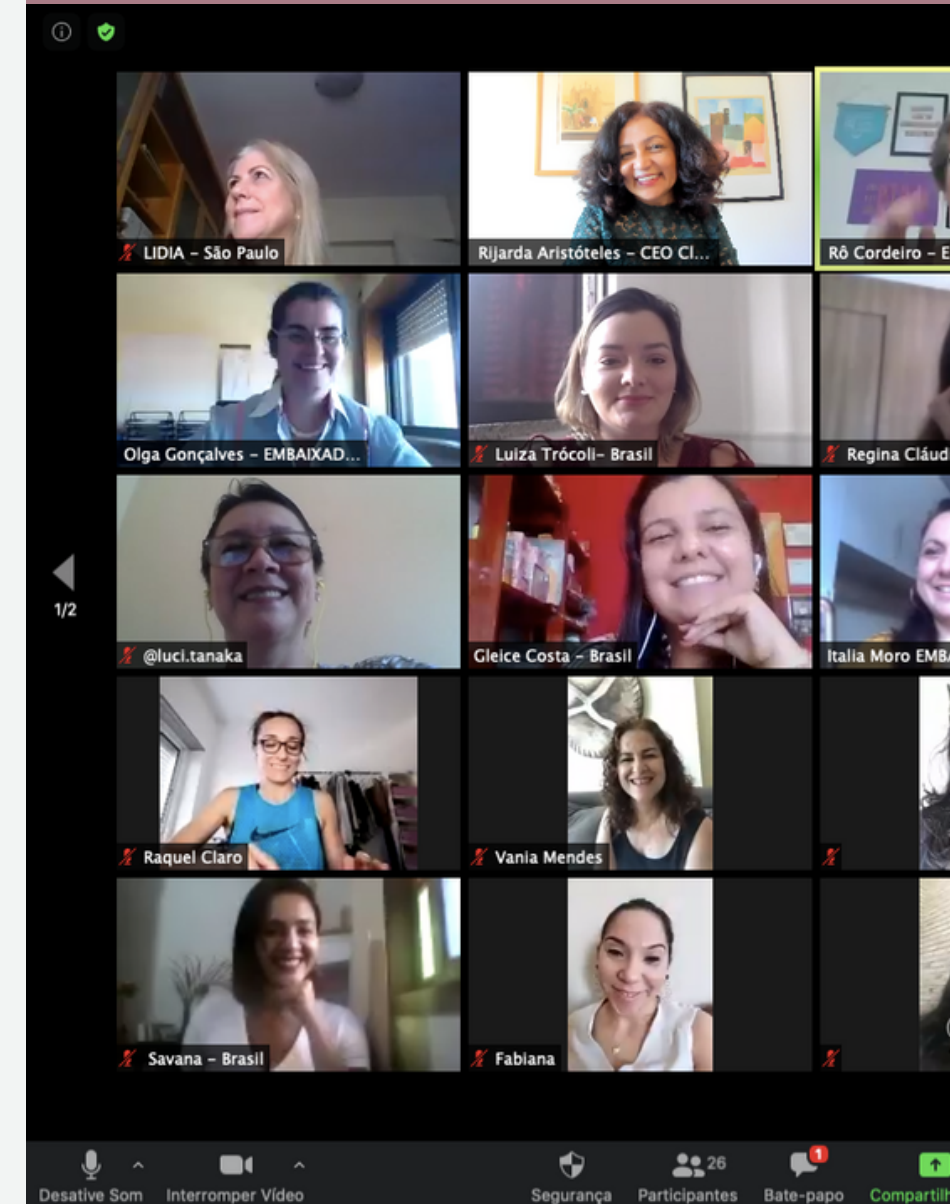 LIDIA – São Paulo
Rijarda Aristóteles – CEO Cl...
Rô Cordeiro – E
Olga Gonçalves – EMBAIXAD...
Luiza Trócoli– Brasil
Regina Cláud
1/2
@luci.tanaka
Gleice Costa – Brasil
Italia Moro EMB
Raquel Claro
Vania Mendes
Savana – Brasil
Fabiana
26
1
Desative Som
Interromper Vídeo
Segurança
Participantes
Bate-papo
Compartil